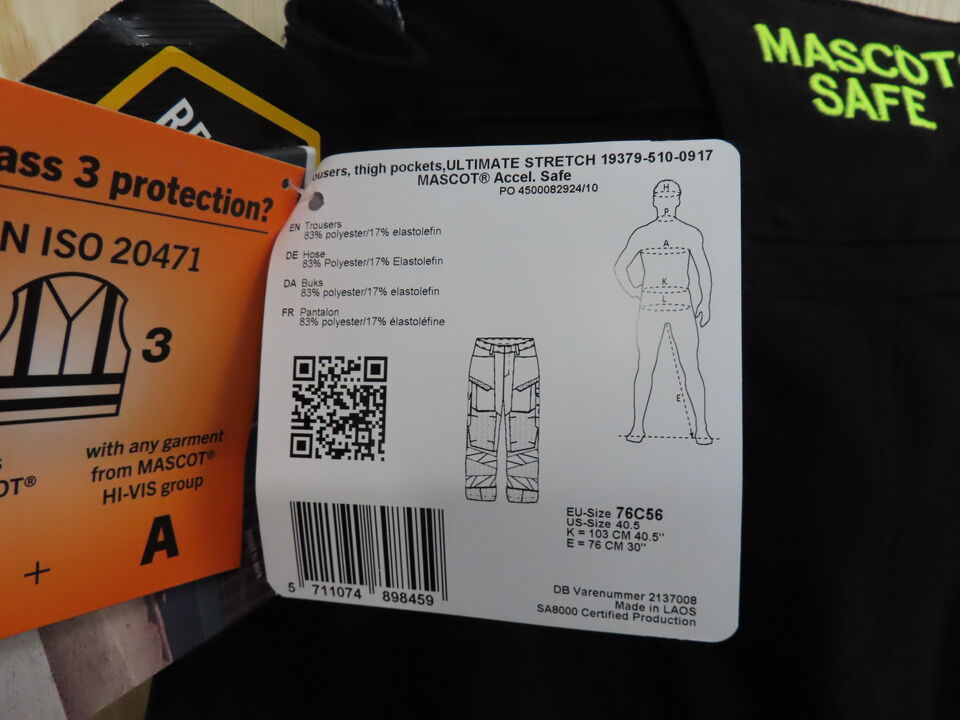 MASCOT®
SAFE
ass 3 protection?
N ISO 20471
3
with any garment
from MASCOT®
HI-VIS group
OT®
+
A
ousers, thigh pockets,ULTIMATE STRETCH 19379-510-0917
MASCOT® Accel. Safe
PO 4500082924/10
EN Trousers
83% polyester/17% elastolefin
DE Hose
83% Polyester/17% Elastolefin
DA Buks
83% polyester/17% elastolefin
FR Pantalon
83% polyester/17% élastoléfine
H
P
A
K
L
E
EU-Size 76C56
US-Size 40.5
K = 103 CM 40.5"
E = 76 CM 30"
5 711074 898459
DB Varenummer 2137008
Made in LAOS
SA8000 Certified Production